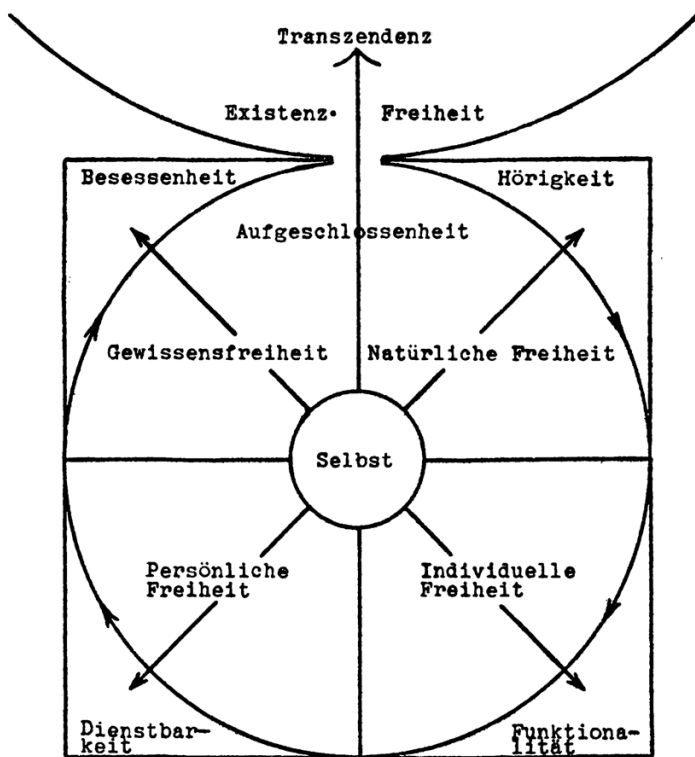 Transzendenz
Existenz· Freiheit
Besessenheit
Hörigkeit
Aufgeschlossenheit
Gewissensfreiheit
Natürliche Freiheit
Selbst
Persönliche
Freiheit
Individuelle
Freiheit
Dienstbar-
keit
Funktiona-
lität